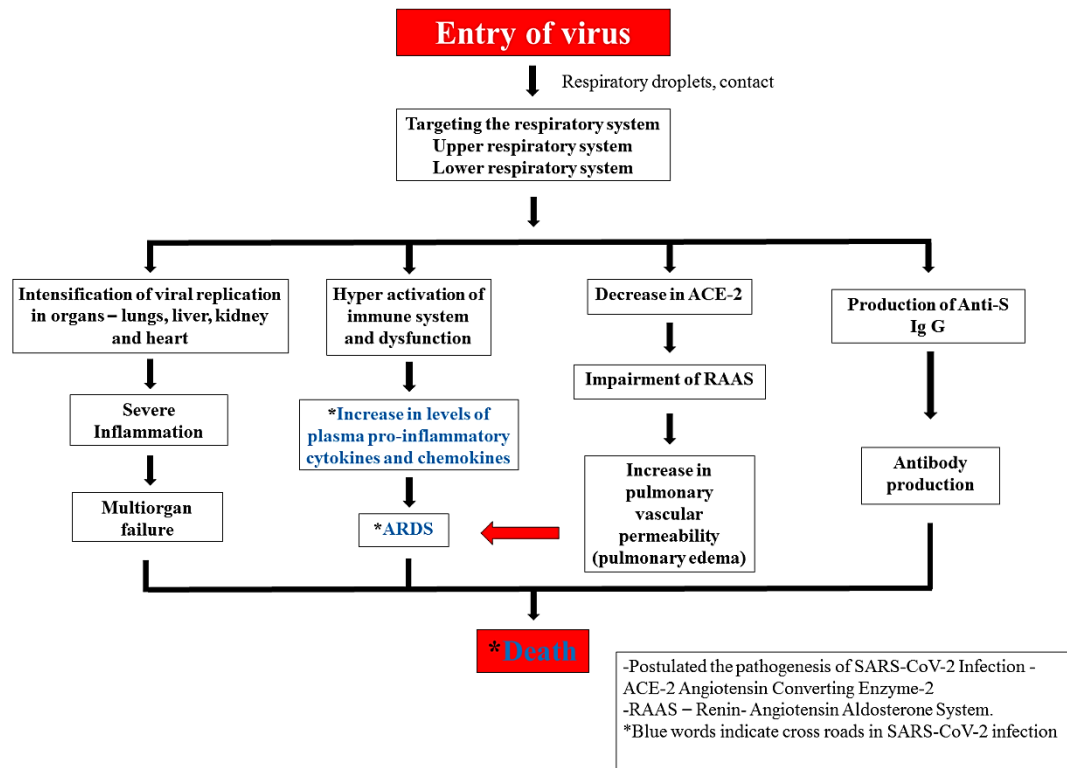 Entry of virus
Respiratory droplets, contact
Targeting the respiratory system
Upper respiratory system
Lower respiratory system
Intensification of viral replication
in organs – lungs, liver, kidney
and heart
Severe
Inflammation
Multiorgan
failure
Hyper activation of
immune system
and dysfunction
*Increase in levels of
plasma pro-inflammatory
cytokines and chemokines
*ARDS
Decrease in ACE-2
Impairment of RAAS
Increase in
pulmonary
vascular
permeability
(pulmonary edema)
Production of Anti-S
Ig G
Antibody
production
*Death
-Postulated the pathogenesis of SARS-CoV-2 Infection -
ACE-2 Angiotensin Converting Enzyme-2
-RAAS – Renin- Angiotensin Aldosterone System.
*Blue words indicate cross roads in SARS-CoV-2 infection